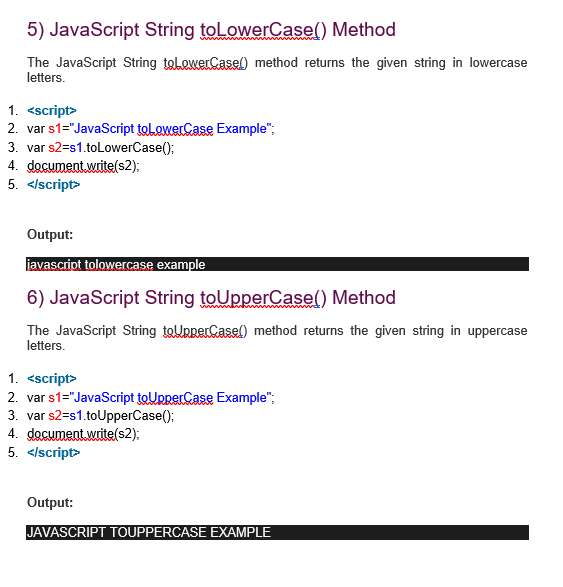 5) JavaScript String toLowerCase() Method
The JavaScript String toLowerCase() method returns the given string in lowercase
letters.
1. <script>
2. var s1="JavaScript toLowerCase Example";
3. var s2=s1.toLowerCase();
4. document.write(s2);
5. </script>
Output:
javascript tolowercase example
6) JavaScript String toUpperCase() Method
The JavaScript String toUpperCase() method returns the given string in uppercase
letters.
1. <script>
2. var s1="JavaScript toUpperCase Example";
3. var s2=s1.toUpperCase();
4. document.write(s2);
5. </script>
Output:
JAVASCRIPT TOUPPERCASE EXAMPLE